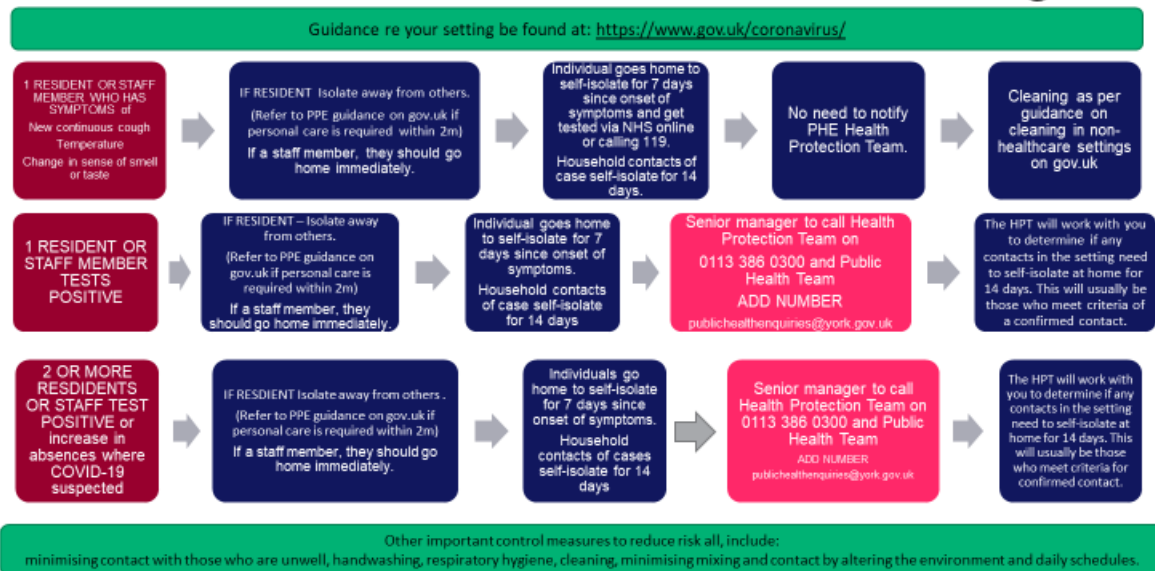 Guidance re your setting be found at: https://www.gov.uk/coronavirus/
1 RESIDENT OR STAFF
MEMBER WHO HAS
SYMPTOMS of
New continuous cough
Temperature
Change in sense of smell
or taste
IF RESIDENT Isolate away from others.
(Refer to PPE guidance on gov.uk if
personal care is required within 2m)
If a staff member, they should go
home immediately.
Individual goes home to
self-isolate for 7 days
since onset of
symptoms and get
tested via NHS online
or calling 119.
Household contacts of
case self-isolate for 14
days.
No need to notify
PHE Health
Protection Team.
Cleaning as per
guidance on
cleaning in non-
healthcare settings
on gov.uk
1 RESIDENT OR
STAFF MEMBER
TESTS
POSITIVE
IF RESIDENT – Isolate away
from others.
(Refer to PPE guidance on
gov.uk if personal care is
required within 2m)
If a staff member, they
should go home immediately.
Individual goes home
to self-isolate for 7
days since onset of
symptoms.
Household contacts
of case self-isolate
for 14 days
Senior manager to call Health
Protection Team on
0113 386 0300 and Public
Health Team
ADD NUMBER
publichealthenquiries@york.gov.uk
The HPT will work with you
to determine if any
contacts in the setting need
to self-isolate at home for
14 days. This will usually be
those who meet criteria of
a confirmed contact.
2 OR MORE
RESDIDENTS
OR STAFF TEST
POSITIVE or
increase in
absences where
COVID-19
suspected
IF RESDIENT Isolate away from others .
(Refer to PPE guidance on gov.uk if
personal care is required within 2m)
If a staff member, they should go
home immediately.
Individuals go
home to self-isolate
for 7 days since
onset of symptoms.
Household
contacts of cases
self-isolate for 14
days
Senior manager to call
Health Protection Team on
0113 386 0300 and Public
Health Team
ADD NUMBER
publichealthenquiries@york.gov.uk
The HPT will work with
you to determine if any
contacts in the setting
need to self-isolate at
home for 14 days. This
will usually be those
who meet criteria for
confirmed contact.
Other important control measures to reduce risk all, include:
minimising contact with those who are unwell, handwashing, respiratory hygiene, cleaning, minimising mixing and contact by altering the environment and daily schedules.